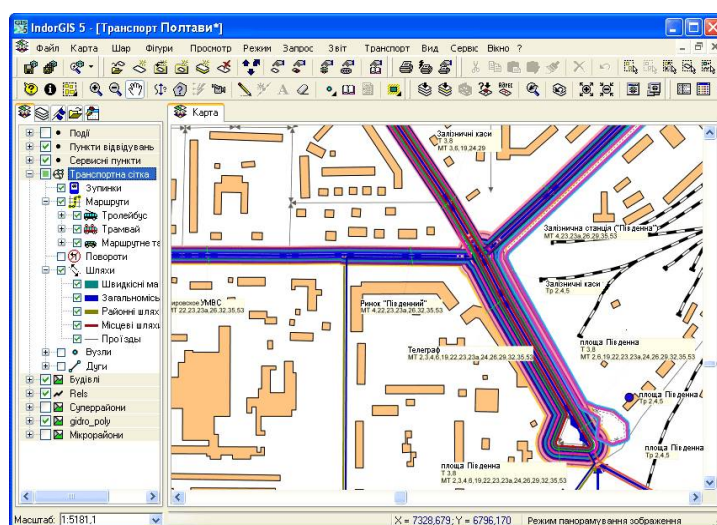 IndorGIS 5 - [Транспорт Полтави*]
Файл Карта Шар Фігури Просмотр Режим Запрос Звіт Транспорт Вид Сервіс Вікно ?
Карта
Події
Пункти відвідувань
Сервисні пункти
Транспортна сітка
Зупинки
Маршрути
Тролейбус
Трамвай
Маршрутне та
Повороти
Шляхи
Швидкісні ма
Загальноміс
Районні шлях
Місцеві шлях
Проїзды
Вузли
Дуги
Будівлі
Rels
Суперрайони
gidro_poly
Мікрорайони
Залізничні каси
Т 3.8
МТ 3,6,19,24,29
Залізнична станція ("Південна")
МТ 4,23,23а,26,29,35,53
Залізничні каси
Тр 2,4,5
УМВС
МТ 22,23,23а,26,32,35,53
Ринок "Південний"
МТ 4,22,23,23а,26,32,35,53
Телеграф
МТ 2,3,4,6,19,22,23,23а,24,26,29,32,35,53
площа Південна
Т 3.8
МТ 2,6,19,22,23,23а,24,26,29,32,35,53
площа Південна
Тр 2,4,5
площа Південна
Тр 2,4,5
площа Південна
Т 3.8
МТ 2,3,4,6,19,22,23,23а,24,26,29,32,35,53
Масштаб: 1:5181,1
X = 7328,679; Y = 6796,170
Режим панорамування зображення